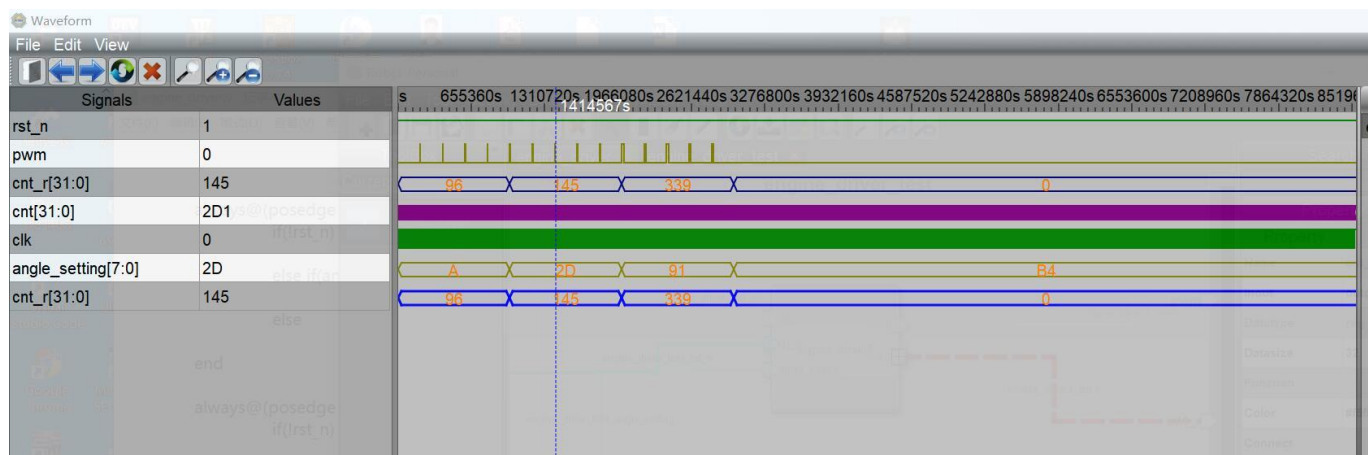 Waveform
File Edit View
Signals Values
s 655360s 1310720s 1966080s 2621440s 3276800s 3932160s 4587520s 5242880s 5898240s 6553600s 7208960s 7864320s 85196
1414567s
rst_n 1
pwm 0
cnt_r[31:0] 145 96 145 339 0
cnt[31:0] 2D1
always@(posedge
clk 0
if(!rst_n)
angle_setting[7:0] 2D A 2D 91 B4
else if(an
cnt_r[31:0] 145 96 145 339 0
else
end
always@(posedge
if(!rst_n)